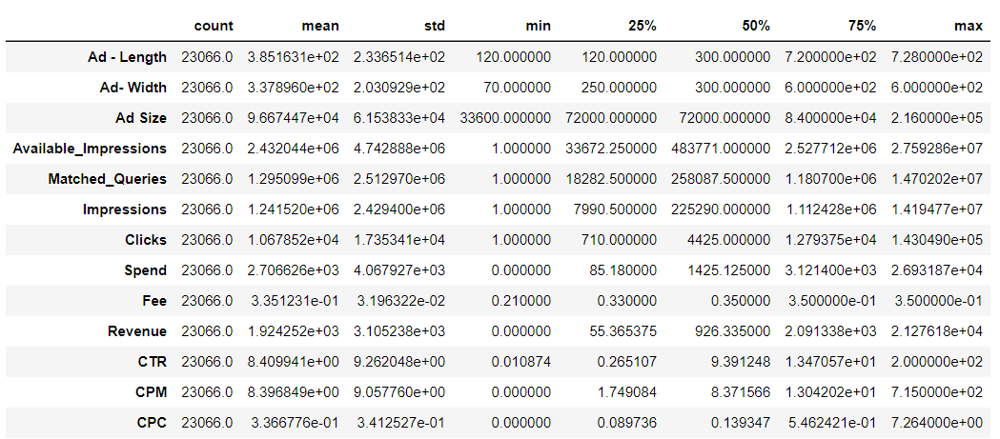 count mean std min 25% 50% 75% max
Ad - Length 23066.0 3.851631e+02 2.336514e+02 120.000000 120.000000 300.000000 7.200000e+02 7.280000e+02
Ad- Width 23066.0 3.378960e+02 2.030929e+02 70.000000 250.000000 300.000000 6.000000e+02 6.000000e+02
Ad Size 23066.0 9.667447e+04 6.153833e+04 33600.000000 72000.000000 72000.000000 8.400000e+04 2.160000e+05
Available_Impressions 23066.0 2.432044e+06 4.742888e+06 1.000000 33672.250000 483771.000000 2.527712e+06 2.759286e+07
Matched_Queries 23066.0 1.295099e+06 2.512970e+06 1.000000 18282.500000 258087.500000 1.180700e+06 1.470202e+07
Impressions 23066.0 1.241520e+06 2.429400e+06 1.000000 7990.500000 225290.000000 1.112428e+06 1.419477e+07
Clicks 23066.0 1.067852e+04 1.735341e+04 1.000000 710.000000 4425.000000 1.279375e+04 1.430490e+05
Spend 23066.0 2.706626e+03 4.067927e+03 0.000000 85.180000 1425.125000 3.121400e+03 2.693187e+04
Fee 23066.0 3.351231e-01 3.196322e-02 0.210000 0.330000 0.350000 3.500000e-01 3.500000e-01
Revenue 23066.0 1.924252e+03 3.105238e+03 0.000000 55.365375 926.335000 2.091338e+03 2.127618e+04
CTR 23066.0 8.409941e+00 9.262048e+00 0.010874 0.265107 9.391248 1.347057e+01 2.000000e+02
CPM 23066.0 8.396849e+00 9.057760e+00 0.000000 1.749084 8.371566 1.304202e+01 7.150000e+02
CPC 23066.0 3.366776e-01 3.412527e-01 0.000000 0.089736 0.139347 5.462421e-01 7.264000e+00